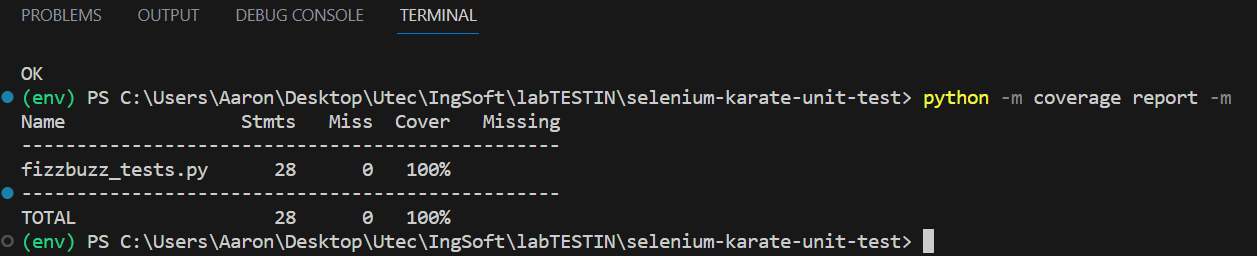 PROBLEMS OUTPUT DEBUG CONSOLE TERMINAL
OK
(env) PS C:\Users\Aaron\Desktop\Utec\IngSoft\labTESTIN\selenium-karate-unit-test> python -m coverage report -m
Name Stmts Miss Cover Missing
--------------------------------------------------
fizzbuzz_tests.py 28 0 100%
--------------------------------------------------
TOTAL 28 0 100%
(env) PS C:\Users\Aaron\Desktop\Utec\IngSoft\labTESTIN\selenium-karate-unit-test>